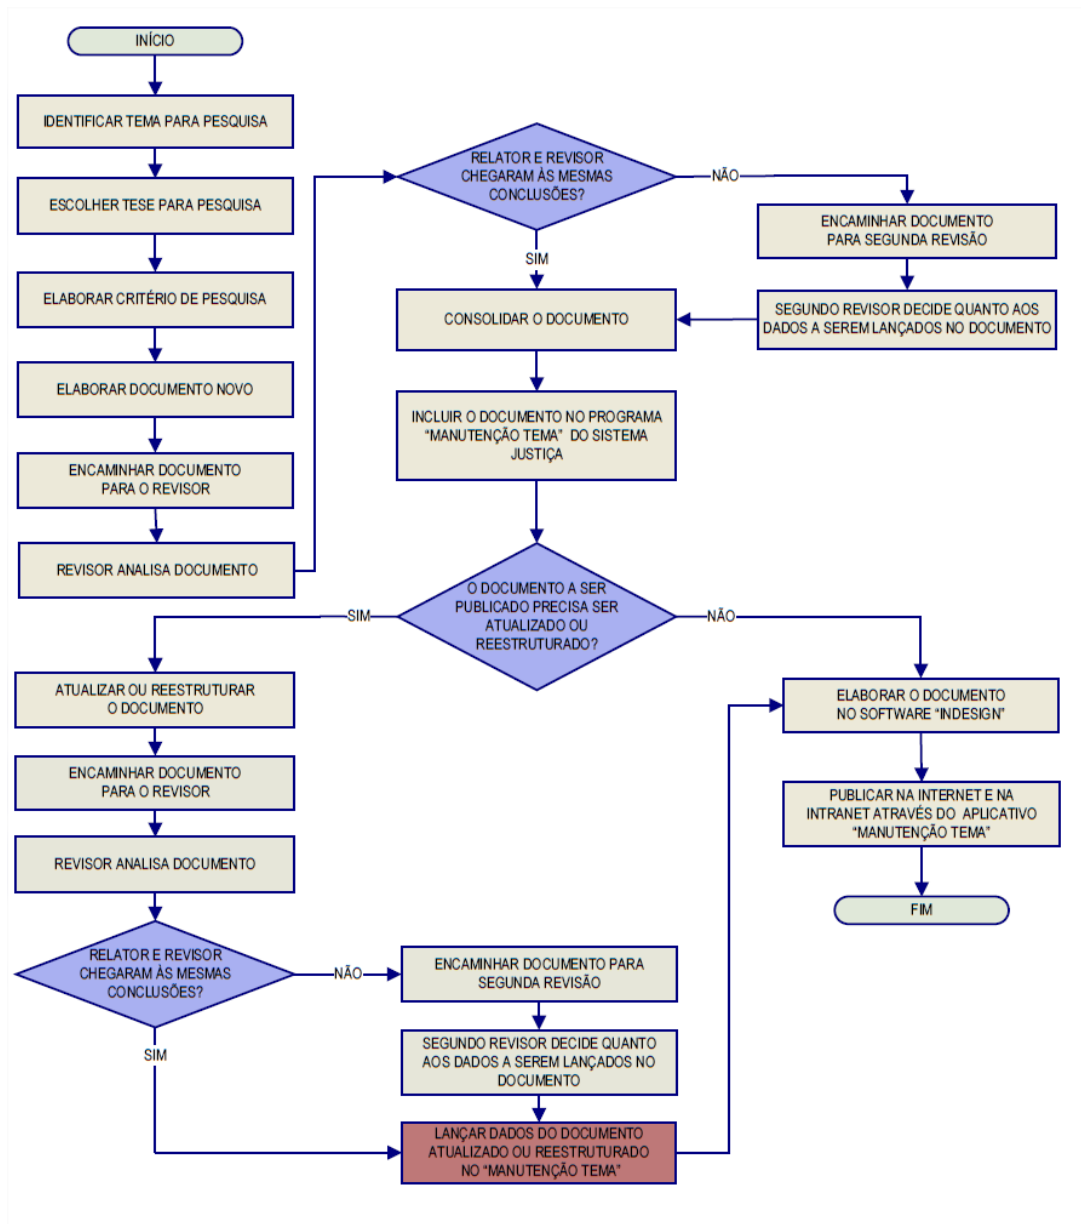 INÍCIO
IDENTIFICAR TEMA PARA PESQUISA
ESCOLHER TESE PARA PESQUISA
ELABORAR CRITÉRIO DE PESQUISA
ELABORAR DOCUMENTO NOVO
ENCAMINHAR DOCUMENTO
PARA O REVISOR
REVISOR ANALISA DOCUMENTO
RELATOR E REVISOR
CHEGARAM ÀS MESMAS
CONCLUSÕES?
NÃO
ENCAMINHAR DOCUMENTO
PARA SEGUNDA REVISÃO
SEGUNDO REVISOR DECIDE QUANTO AOS
DADOS A SEREM LANÇADOS NO DOCUMENTO
SIM
CONSOLIDAR O DOCUMENTO
INCLUIR O DOCUMENTO NO PROGRAMA
“MANUTENÇÃO TEMA” DO SISTEMA
JUSTIÇA
O DOCUMENTO A SER
PUBLICADO PRECISA SER
ATUALIZADO OU
REESTRUTURADO?
SIM
NÃO
ATUALIZAR OU REESTRUTURAR
O DOCUMENTO
ENCAMINHAR DOCUMENTO
PARA O REVISOR
REVISOR ANALISA DOCUMENTO
RELATOR E REVISOR
CHEGARAM ÀS MESMAS
CONCLUSÕES?
NÃO
ENCAMINHAR DOCUMENTO PARA
SEGUNDA REVISÃO
SEGUNDO REVISOR DECIDE QUANTO
AOS DADOS A SEREM LANÇADOS NO
DOCUMENTO
SIM
LANÇAR DADOS DO DOCUMENTO
ATUALIZADO OU REESTRUTURADO
NO “MANUTENÇÃO TEMA”
ELABORAR O DOCUMENTO
NO SOFTWARE “INDESIGN”
PUBLICAR NA INTERNET E NA
INTRANET ATRAVÉS DO APLICATIVO
“MANUTENÇÃO TEMA”
FIM